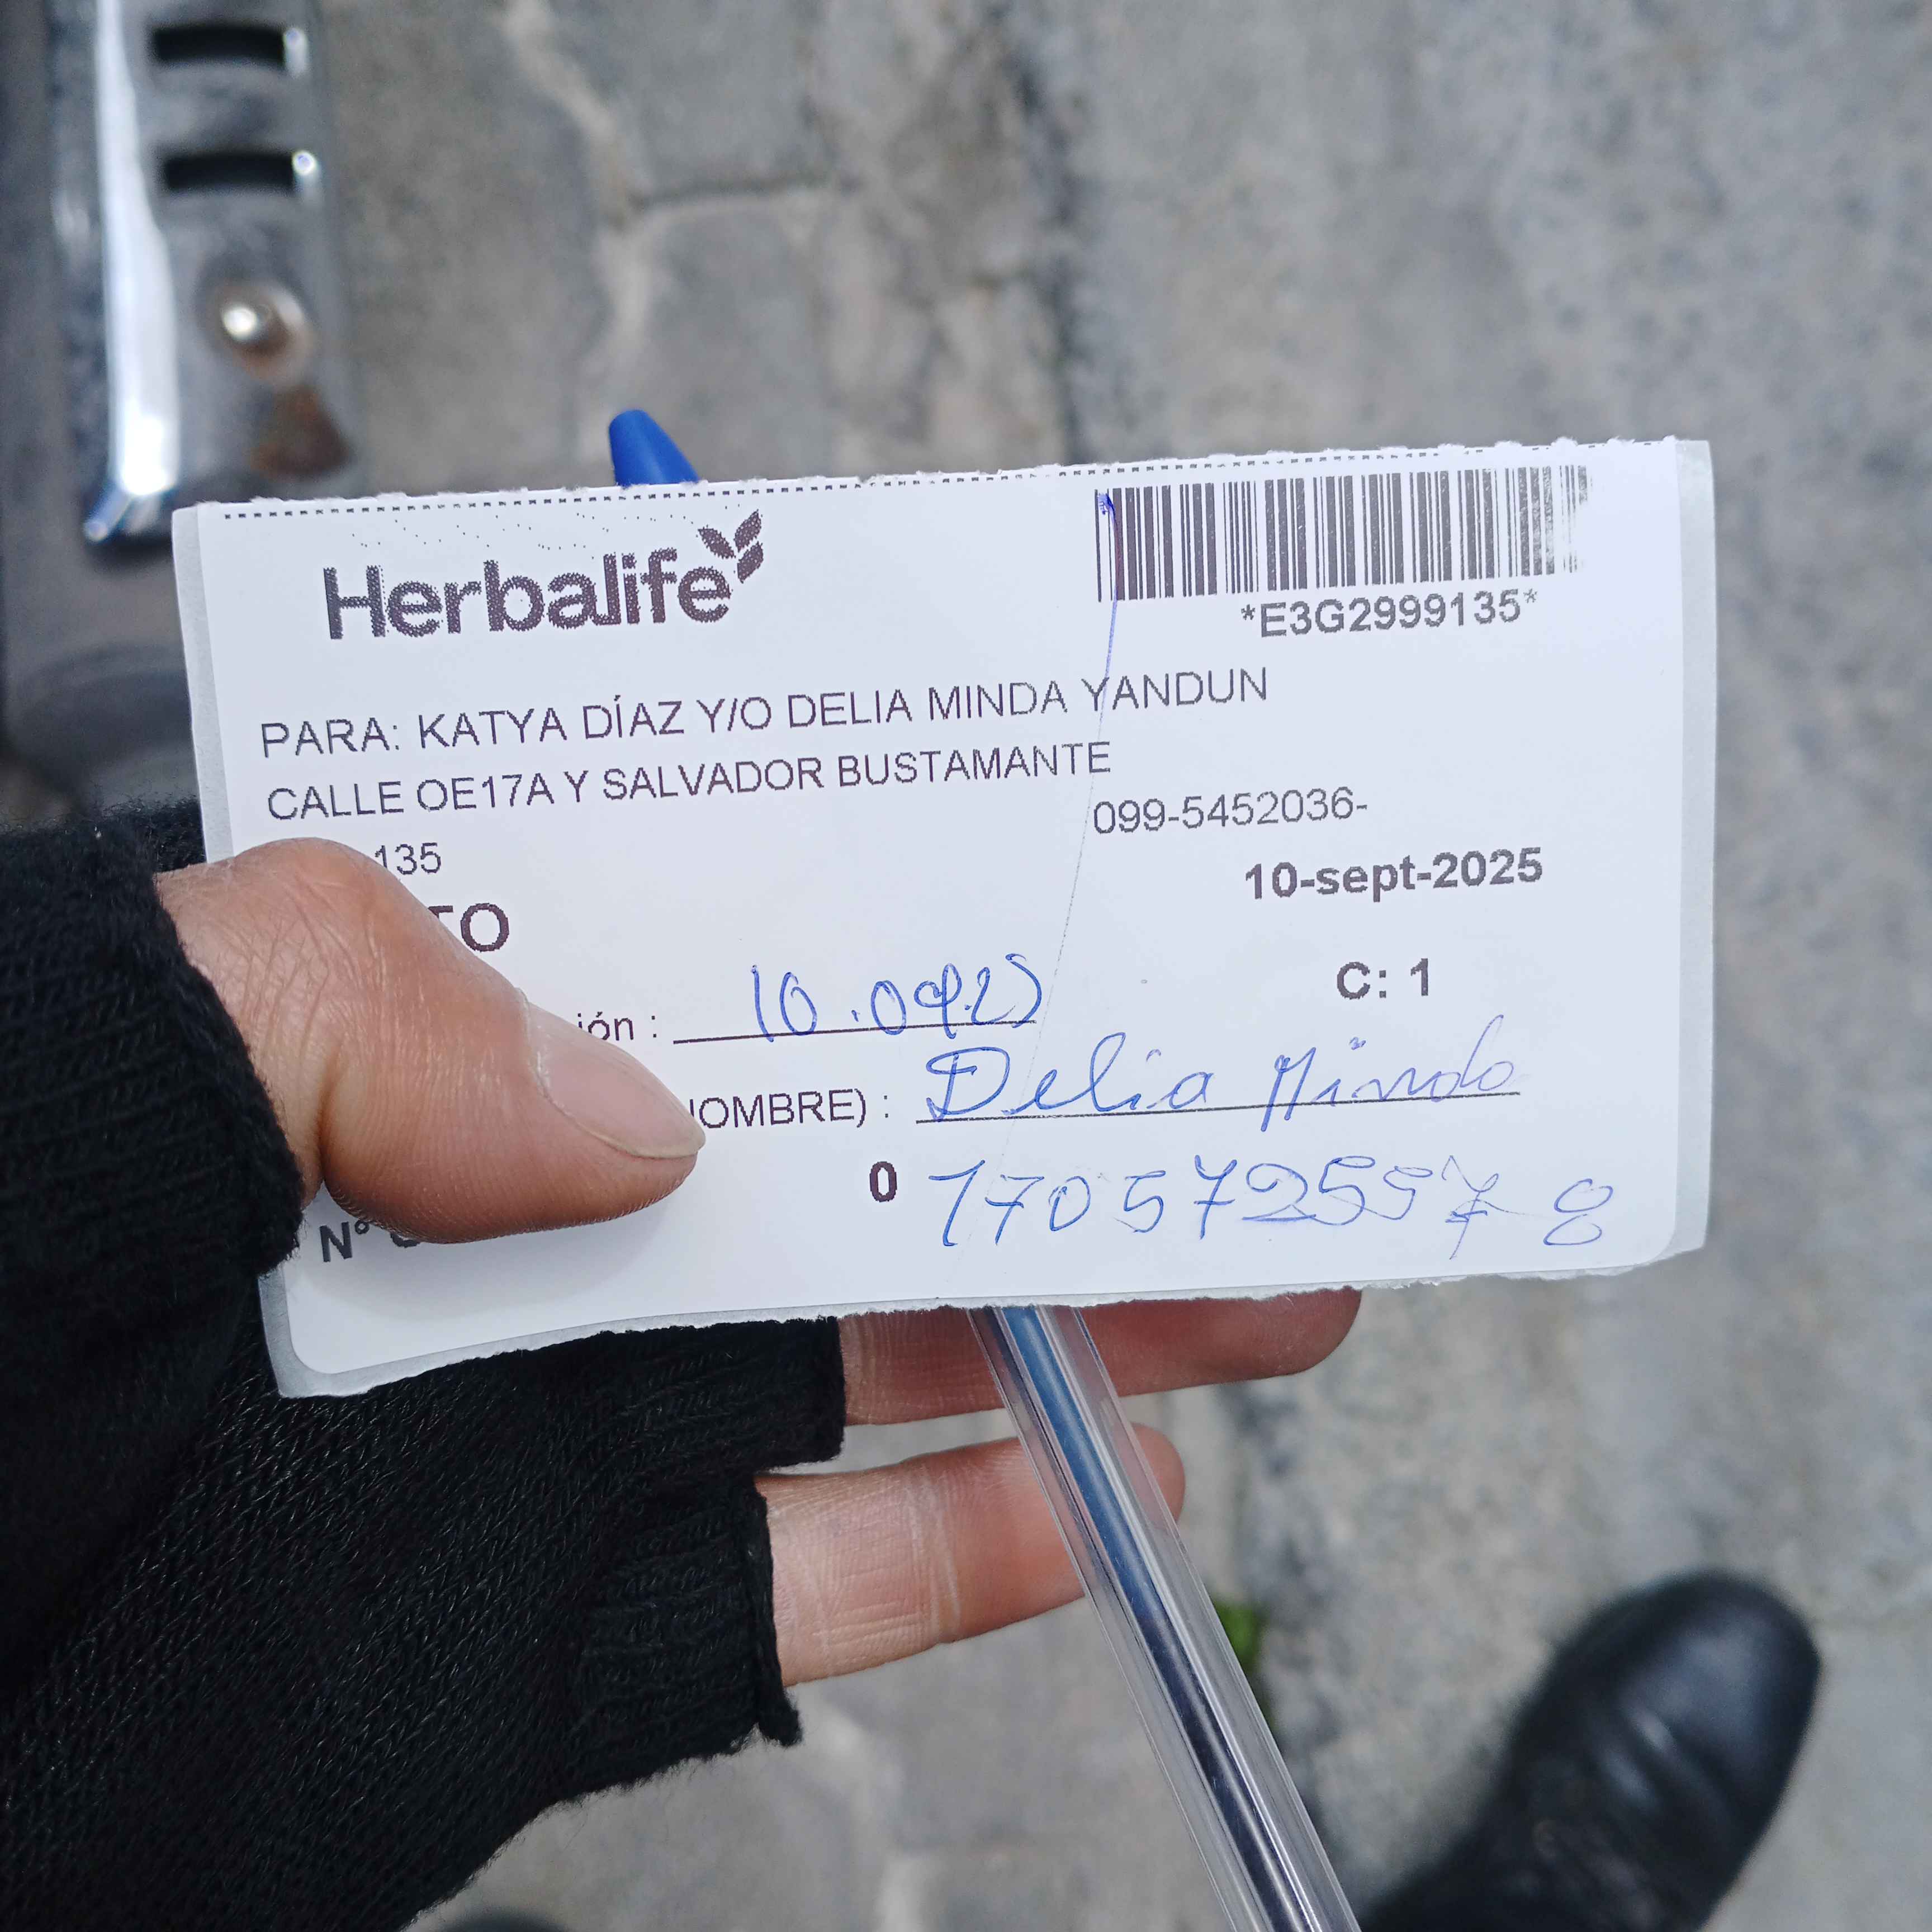 Herbalife
*E3G2999135*
PARA: KATYA DÍAZ Y/O DELIA MINDA YANDUN
CALLE OE17A Y SALVADOR BUSTAMANTE
099-5452036-
135
10-sept-2025
TO
C: 1
ión : 10.09.25
NOMBRE) : Delia Minda
0
N°